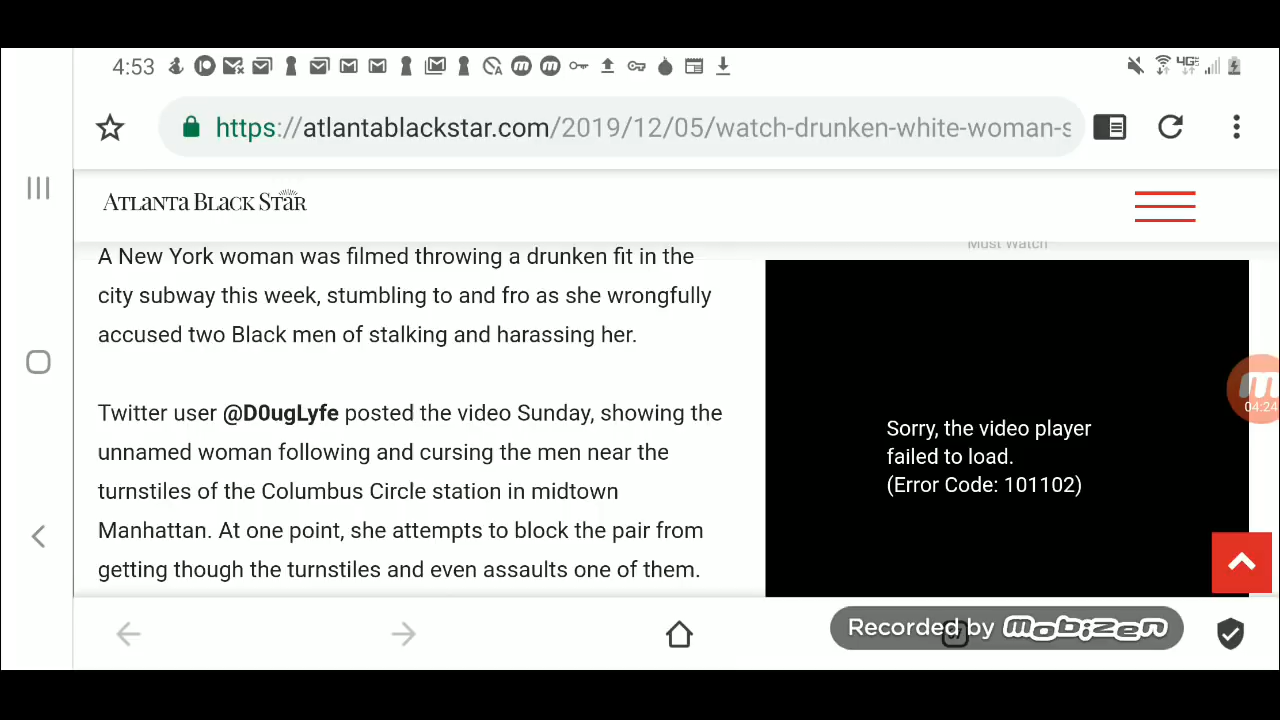 4:53
4G
https://atlantablackstar.com/2019/12/05/watch-drunken-white-woman-s
ATLANTA BLACK STAR
Must Watch
A New York woman was filmed throwing a drunken fit in the
city subway this week, stumbling to and fro as she wrongfully
accused two Black men of stalking and harassing her.
Twitter user @D0ugLyfe posted the video Sunday, showing the
unnamed woman following and cursing the men near the
turnstiles of the Columbus Circle station in midtown
Manhattan. At one point, she attempts to block the pair from
getting though the turnstiles and even assaults one of them.
Sorry, the video player
failed to load.
(Error Code: 101102)
04:24
Recorded by mobizen